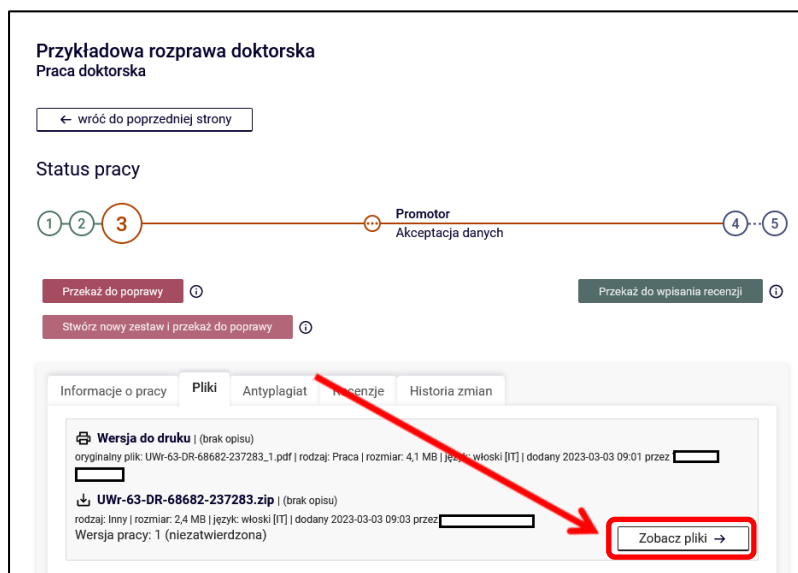 Przykładowa rozprawa doktorska
Praca doktorska
← wróć do poprzedniej strony
Status pracy
1 2 3 Promotor 4 5
Akceptacja danych
Przekaż do poprawy Przekaż do wpisania recenzji
Stwórz nowy zestaw i przekaż do poprawy
Informacje o pracy Pliki Antyplagiat Recenzje Historia zmian
Wersja do druku | (brak opisu)
oryginalny plik: UWr-63-DR-68682-237283_1.pdf | rodzaj: Praca | rozmiar: 4,1 MB | język: włoski [IT] | dodany 2023-03-03 09:01 przez
UWr-63-DR-68682-237283.zip | (brak opisu)
rodzaj: Inny | rozmiar: 2,4 MB | język: włoski [IT] | dodany 2023-03-03 09:03 przez
Wersja pracy: 1 (niezatwierdzona)
Zobacz pliki →